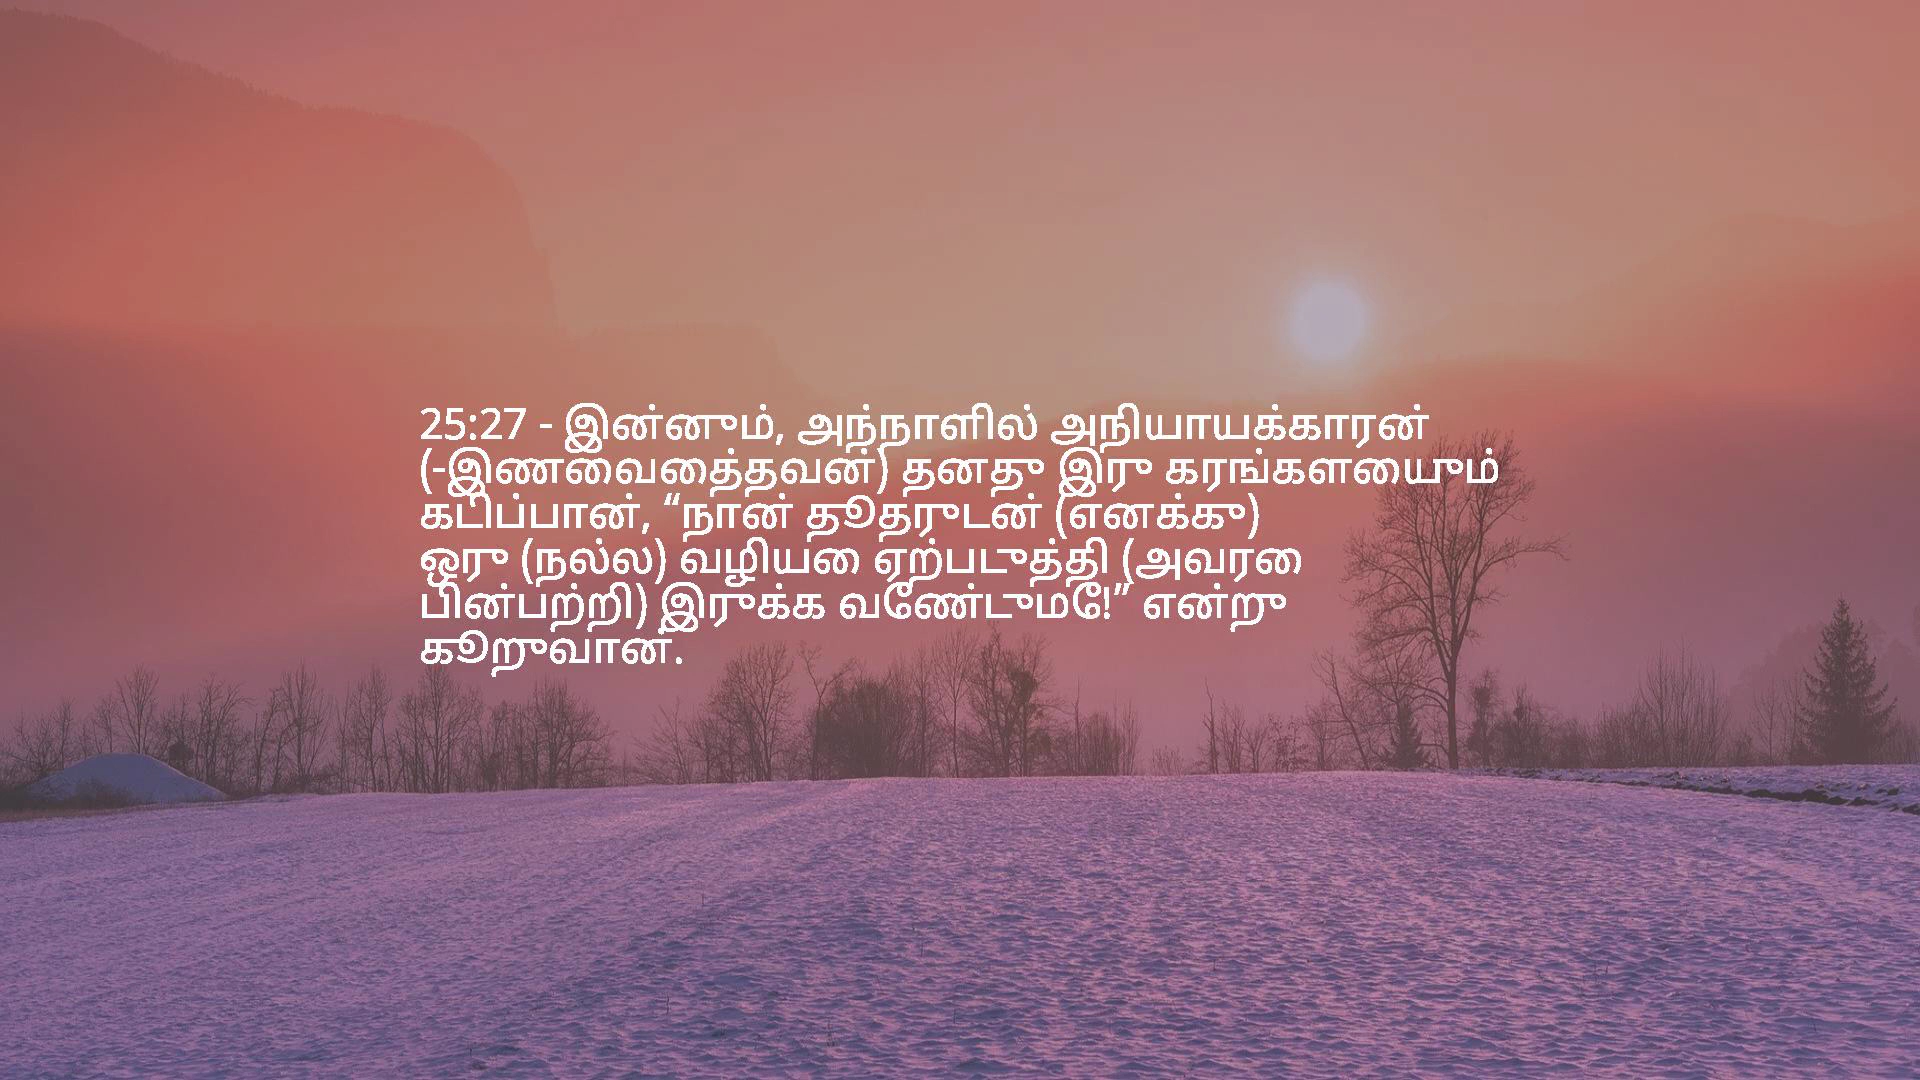 25:27 - இன்னும், அந்நாளில் அநியாயக்காரன்
(-இணைவைத்தவன்) தனது இரு கரங்களையும்
கடிப்பான், “நான் தூதருடன் (எனக்கு)
ஒரு (நல்ல) வழியை ஏற்படுத்தி (அவரை
பின்பற்றி) இருக்க வேண்டுமே!” என்று
கூறுவான்.